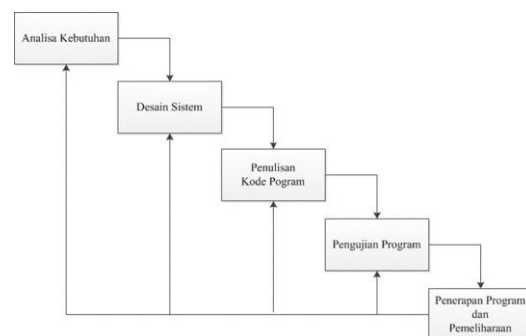 Analisa Kebutuhan
Desain Sistem
Penulisan
Kode Pogram
Pengujian Program
Penerapan Program
dan
Pemeliharaan